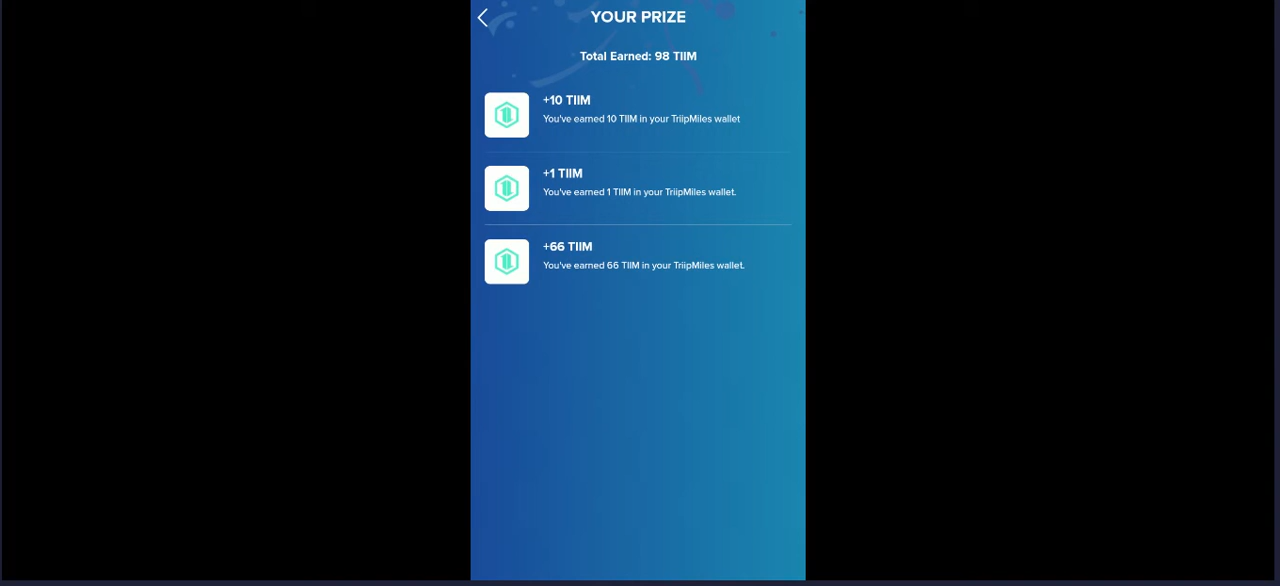 YOUR PRIZE
Total Earned: 98 TIIM
+10 TIIM
You've earned 10 TIIM in your TriipMiles wallet
+1 TIIM
You've earned 1 TIIM in your TriipMiles wallet.
+66 TIIM
You've earned 66 TIIM in your TriipMiles wallet.